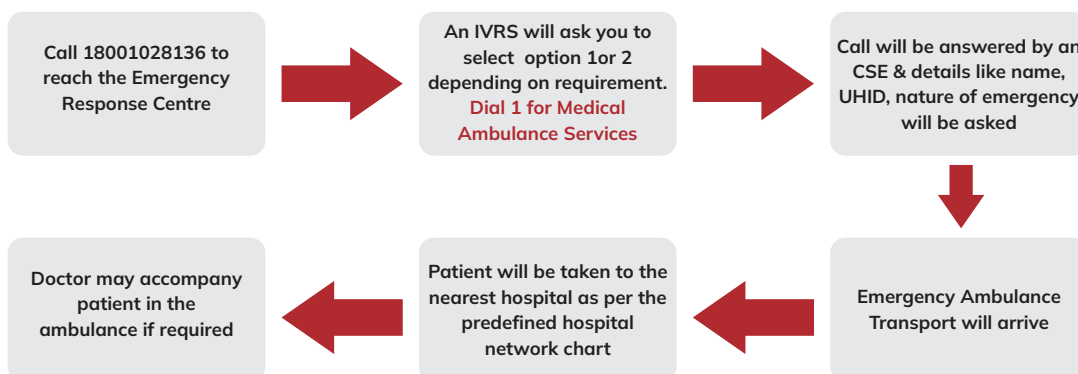 Call 18001028136 to
reach the Emergency
Response Centre
An IVRS will ask you to
select option 1or 2
depending on requirement.
Dial 1 for Medical
Ambulance Services
Call will be answered by an
CSE & details like name,
UHID, nature of emergency
will be asked
Emergency Ambulance
Transport will arrive
Patient will be taken to the
nearest hospital as per the
predefined hospital
network chart
Doctor may accompany
patient in the
ambulance if required